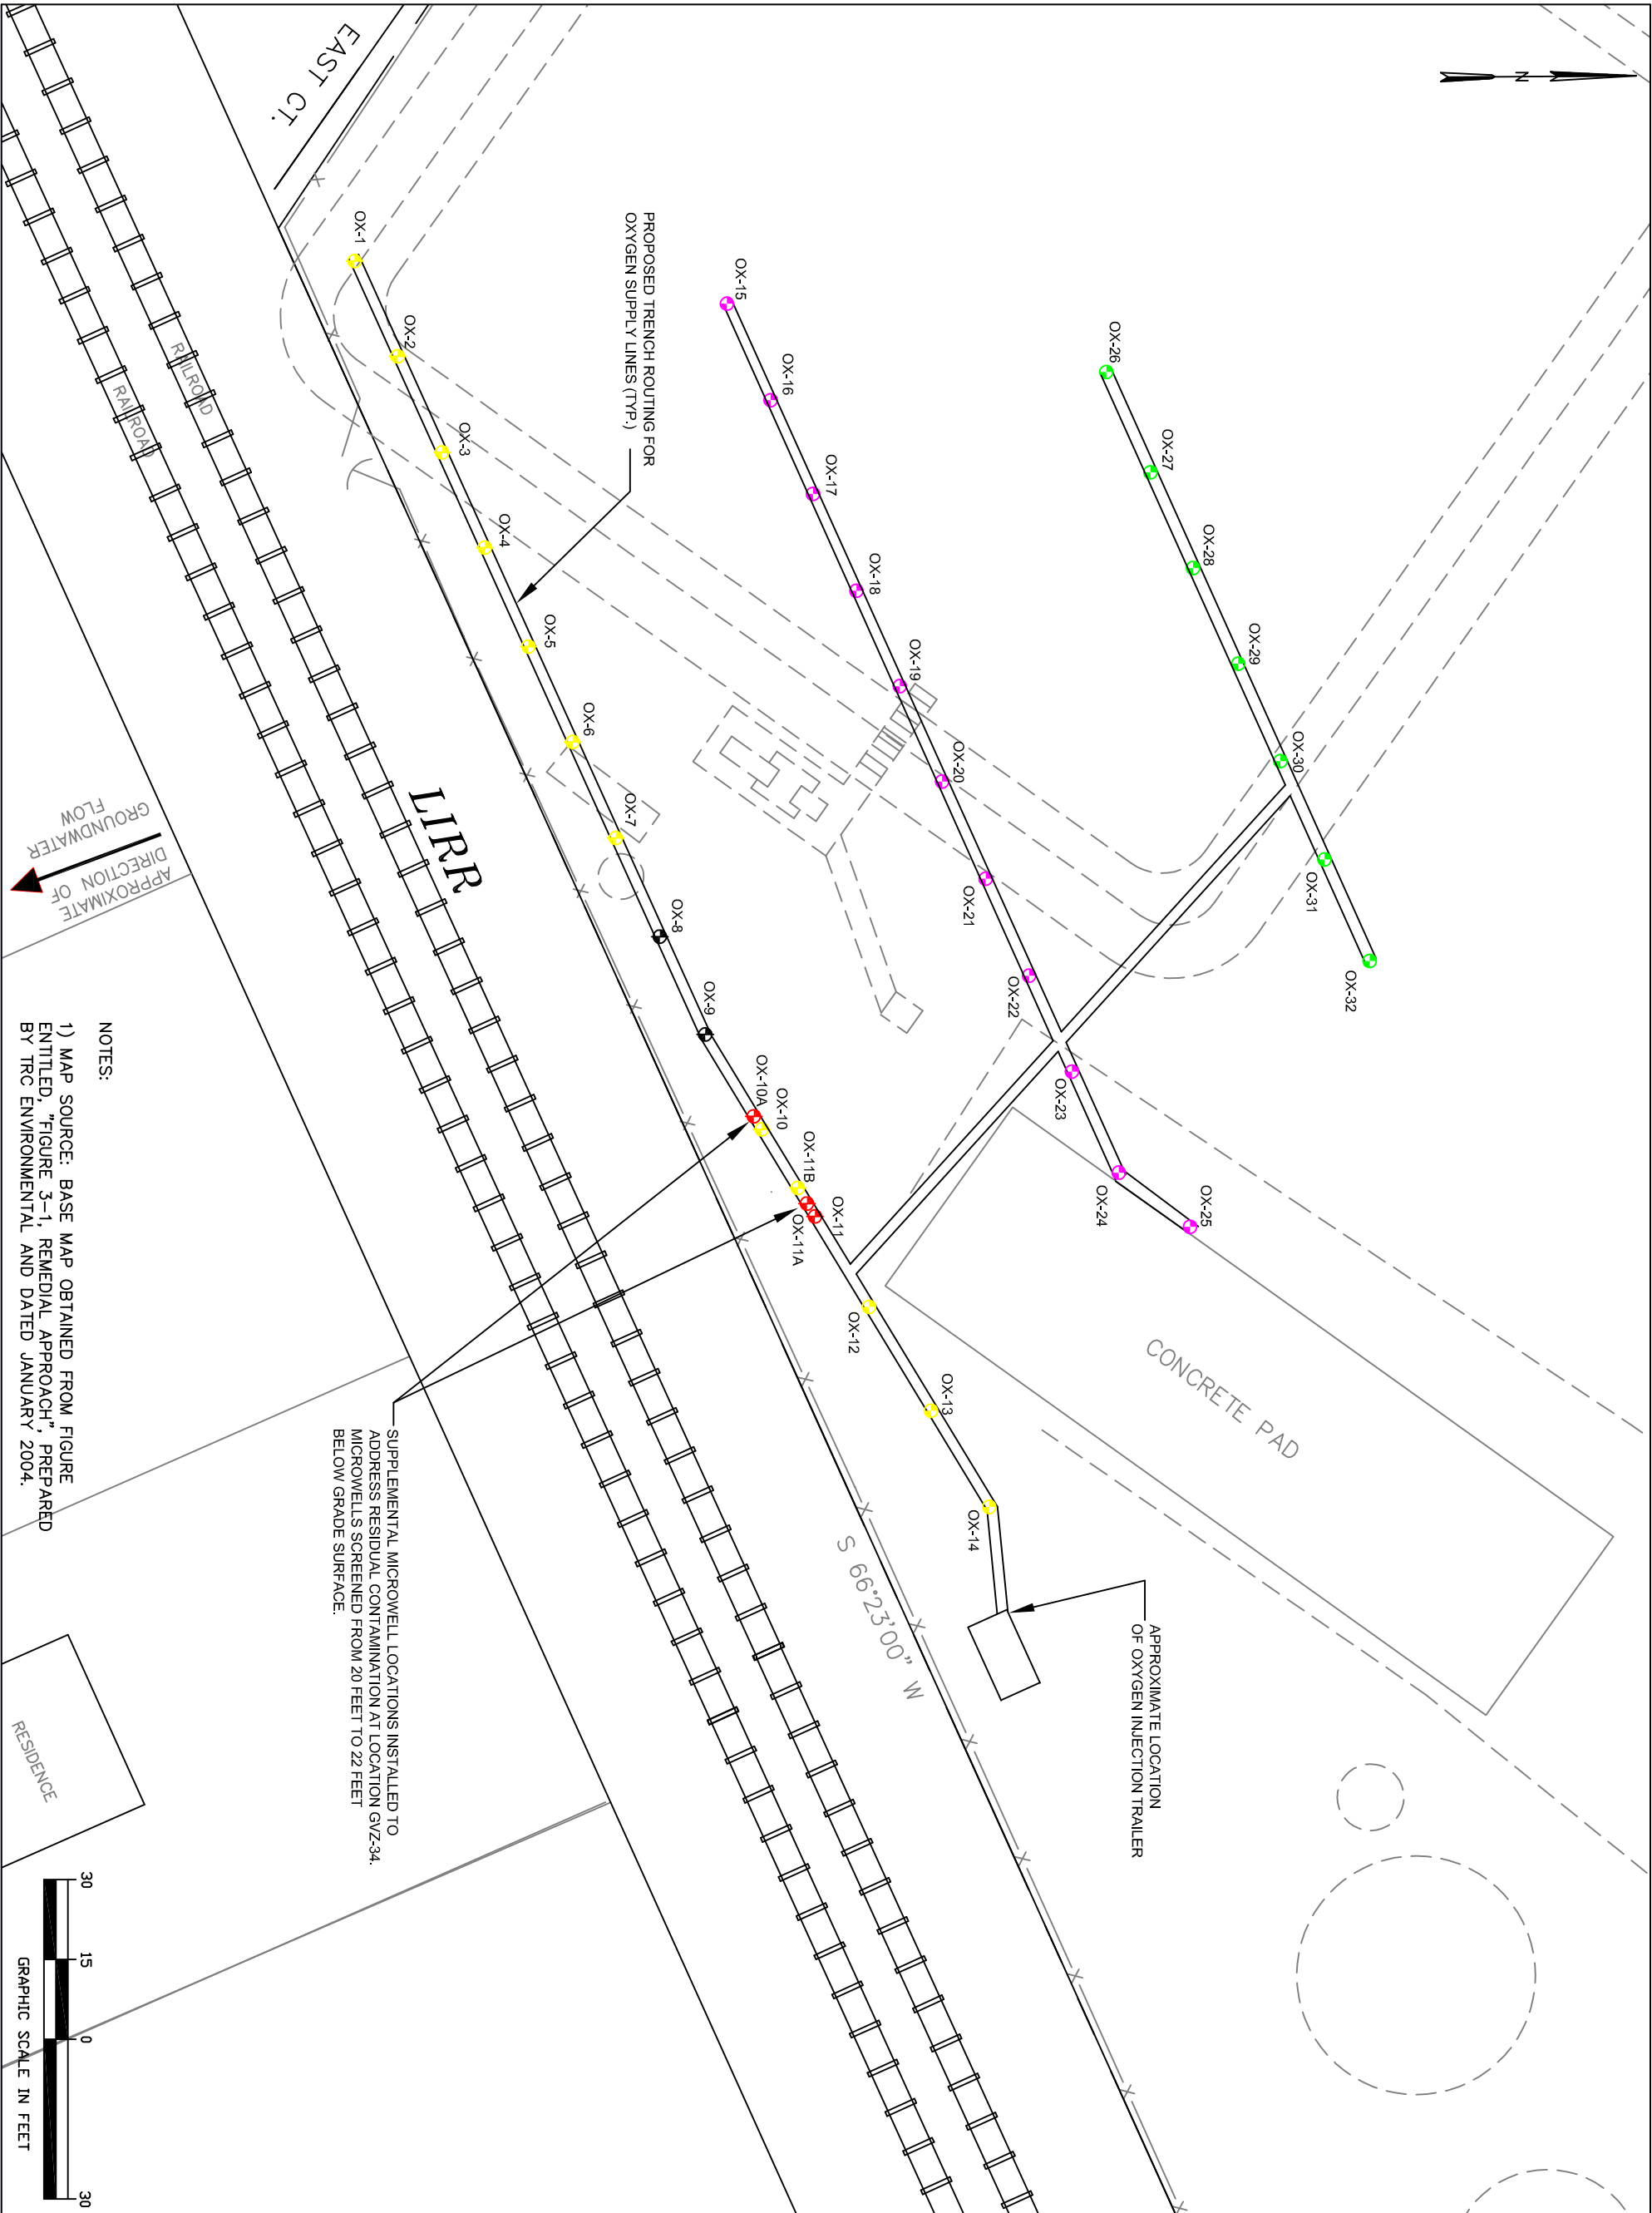 N
EAST CT.
PROPOSED TRENCH ROUTING FOR
OXYGEN SUPPLY LINES (TYP.)
OX-26
OX-27
OX-28
OX-29
OX-30
OX-31
OX-32
OX-15
OX-16
OX-17
OX-18
OX-19
OX-20
OX-21
OX-22
OX-23
OX-24
OX-25
OX-1
OX-2
OX-3
OX-4
OX-5
OX-6
OX-7
OX-8
OX-9
OX-10A
OX-10
OX-11B
OX-11
OX-11A
OX-12
OX-13
OX-14
CONCRETE PAD
APPROXIMATE LOCATION
OF OXYGEN INJECTION TRAILER
S 66°23'00" W
RAILROAD
RAILROAD
LIRR
APPROXIMATE
DIRECTION OF
GROUNDWATER
FLOW
SUPPLEMENTAL MICROWELL LOCATIONS INSTALLED TO
ADDRESS RESIDUAL CONTAMINATION AT LOCATION GVZ-34.
MICROWELLS SCREENED FROM 20 FEET TO 22 FEET
BELOW GRADE SURFACE.
NOTES:
1) MAP SOURCE: BASE MAP OBTAINED FROM FIGURE
ENTITLED, "FIGURE 3-1, REMEDIAL APPROACH", PREPARED
BY TRC ENVIRONMENTAL AND DATED JANUARY 2004.
RESIDENCE
30 15 0 30
GRAPHIC SCALE IN FEET